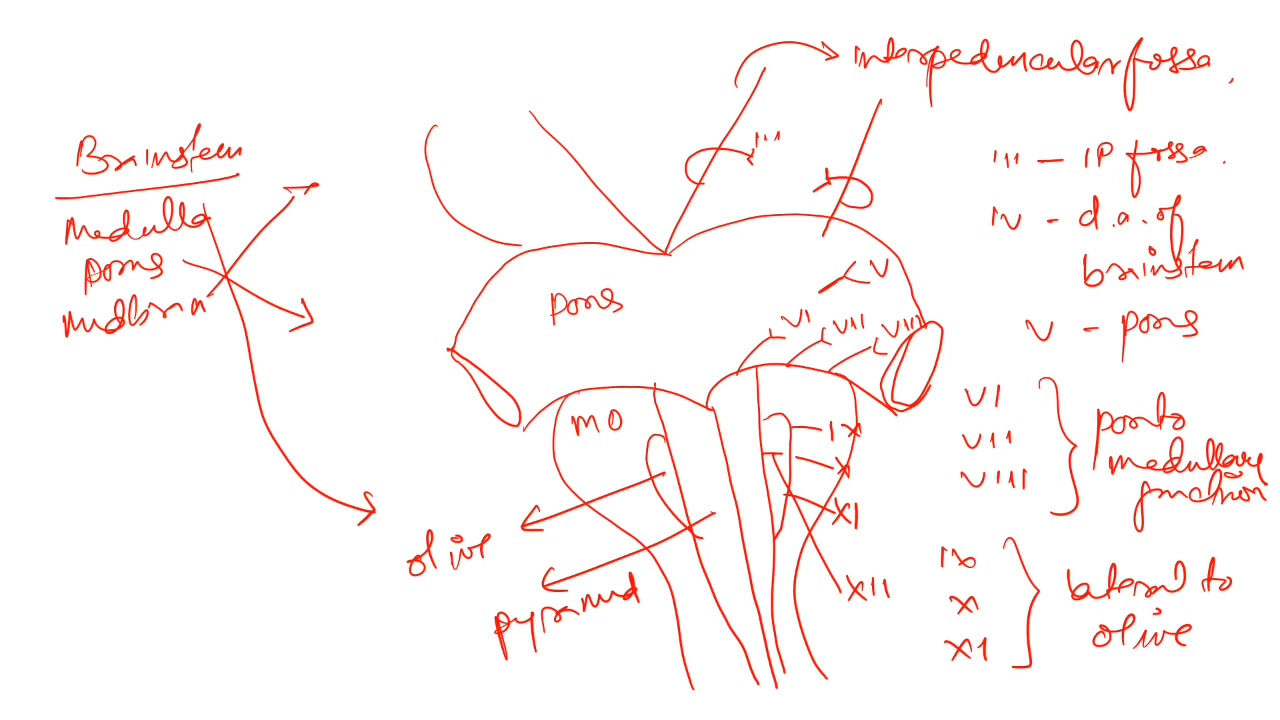 interpeduncular fossa.
Brainstem
Medulla
pons
midbrain
III
III - IP fossa.
IV - d.a. of
brainstem
V - pons
pons
V
VI
VII
VIII
MO
IX
X
XI
XII
olive
pyramid
VI
VII
VIII
ponto
medullary
junction
IX
X
XI
lateral to
olive